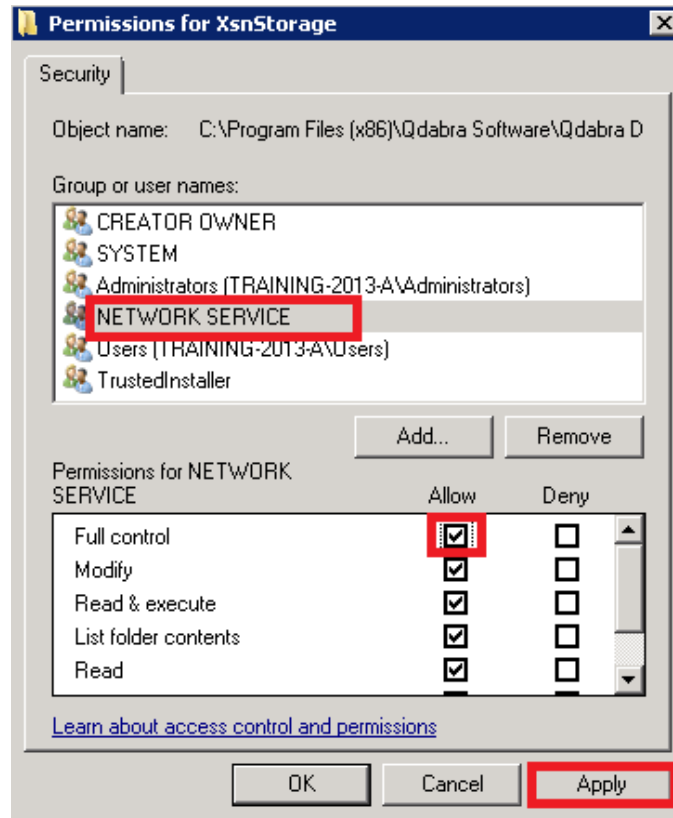 Permissions for XsnStorage
Security
Object name: C:\Program Files (x86)\Qdabra Software\Qdabra D
Group or user names:
CREATOR OWNER
SYSTEM
Administrators (TRAINING-2013-A\Administrators)
NETWORK SERVICE
Users (TRAINING-2013-A\Users)
TrustedInstaller
Add... Remove
Permissions for NETWORK
SERVICE Allow Deny
Full control
Modify
Read & execute
List folder contents
Read
Learn about access control and permissions
OK Cancel Apply